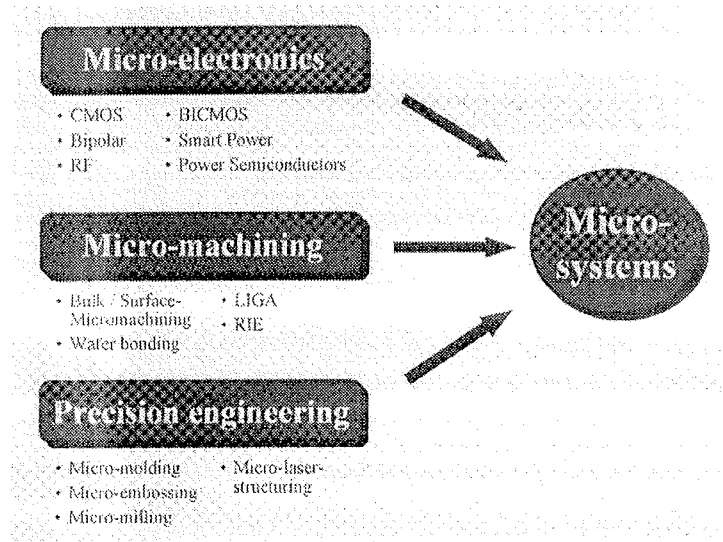 Micro-electronics
• CMOS
• Bipolar
• RF
• BICMOS
• Smart Power
• Power Semiconductors
Micro-machining
• Bulk / Surface-
Micromachining
• Wafer bonding
• LIGA
• RIE
Precision engineering
• Micro-molding
• Micro-embossing
• Micro-milling
• Micro-laser-
structuring
Micro-
systems